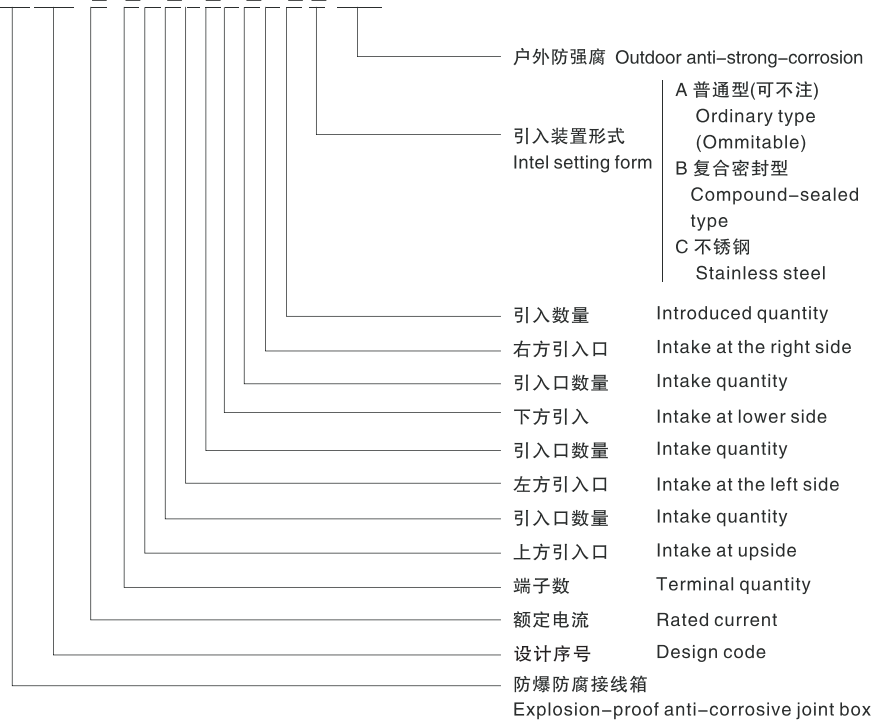 户外防强腐 Outdoor anti-strong-corrosion
引入装置形式
Intel setting form
A 普通型(可不注)
Ordinary type
(Ommitable)
B 复合密封型
Compound-sealed
type
C 不锈钢
Stainless steel
引入数量 Introduced quantity
右方引入口 Intake at the right side
引入口数量 Intake quantity
下方引入 Intake at lower side
引入口数量 Intake quantity
左方引入口 Intake at the left side
引入口数量 Intake quantity
上方引入口 Intake at upside
端子数 Terminal quantity
额定电流 Rated current
设计序号 Design code
防爆防腐接线箱
Explosion-proof anti-corrosive joint box